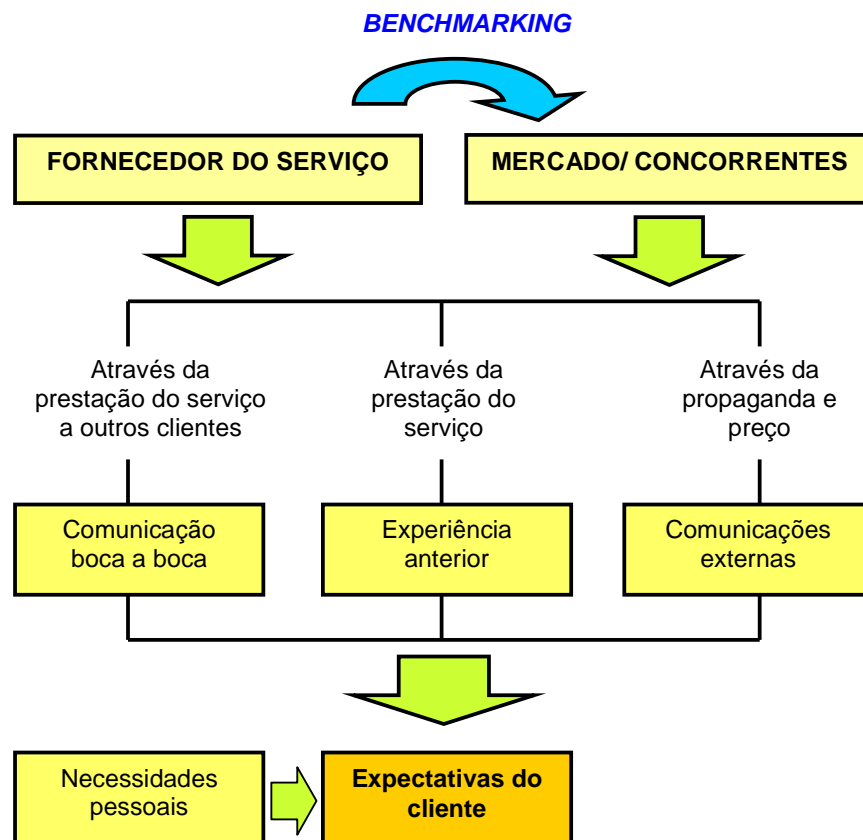 BENCHMARKING
FORNECEDOR DO SERVIÇO
MERCADO/ CONCORRENTES
Através da
prestação do serviço
a outros clientes
Através da
prestação do
serviço
Através da
propaganda e
preço
Comunicação
boca a boca
Experiência
anterior
Comunicações
externas
Necessidades
pessoais
Expectativas do
cliente